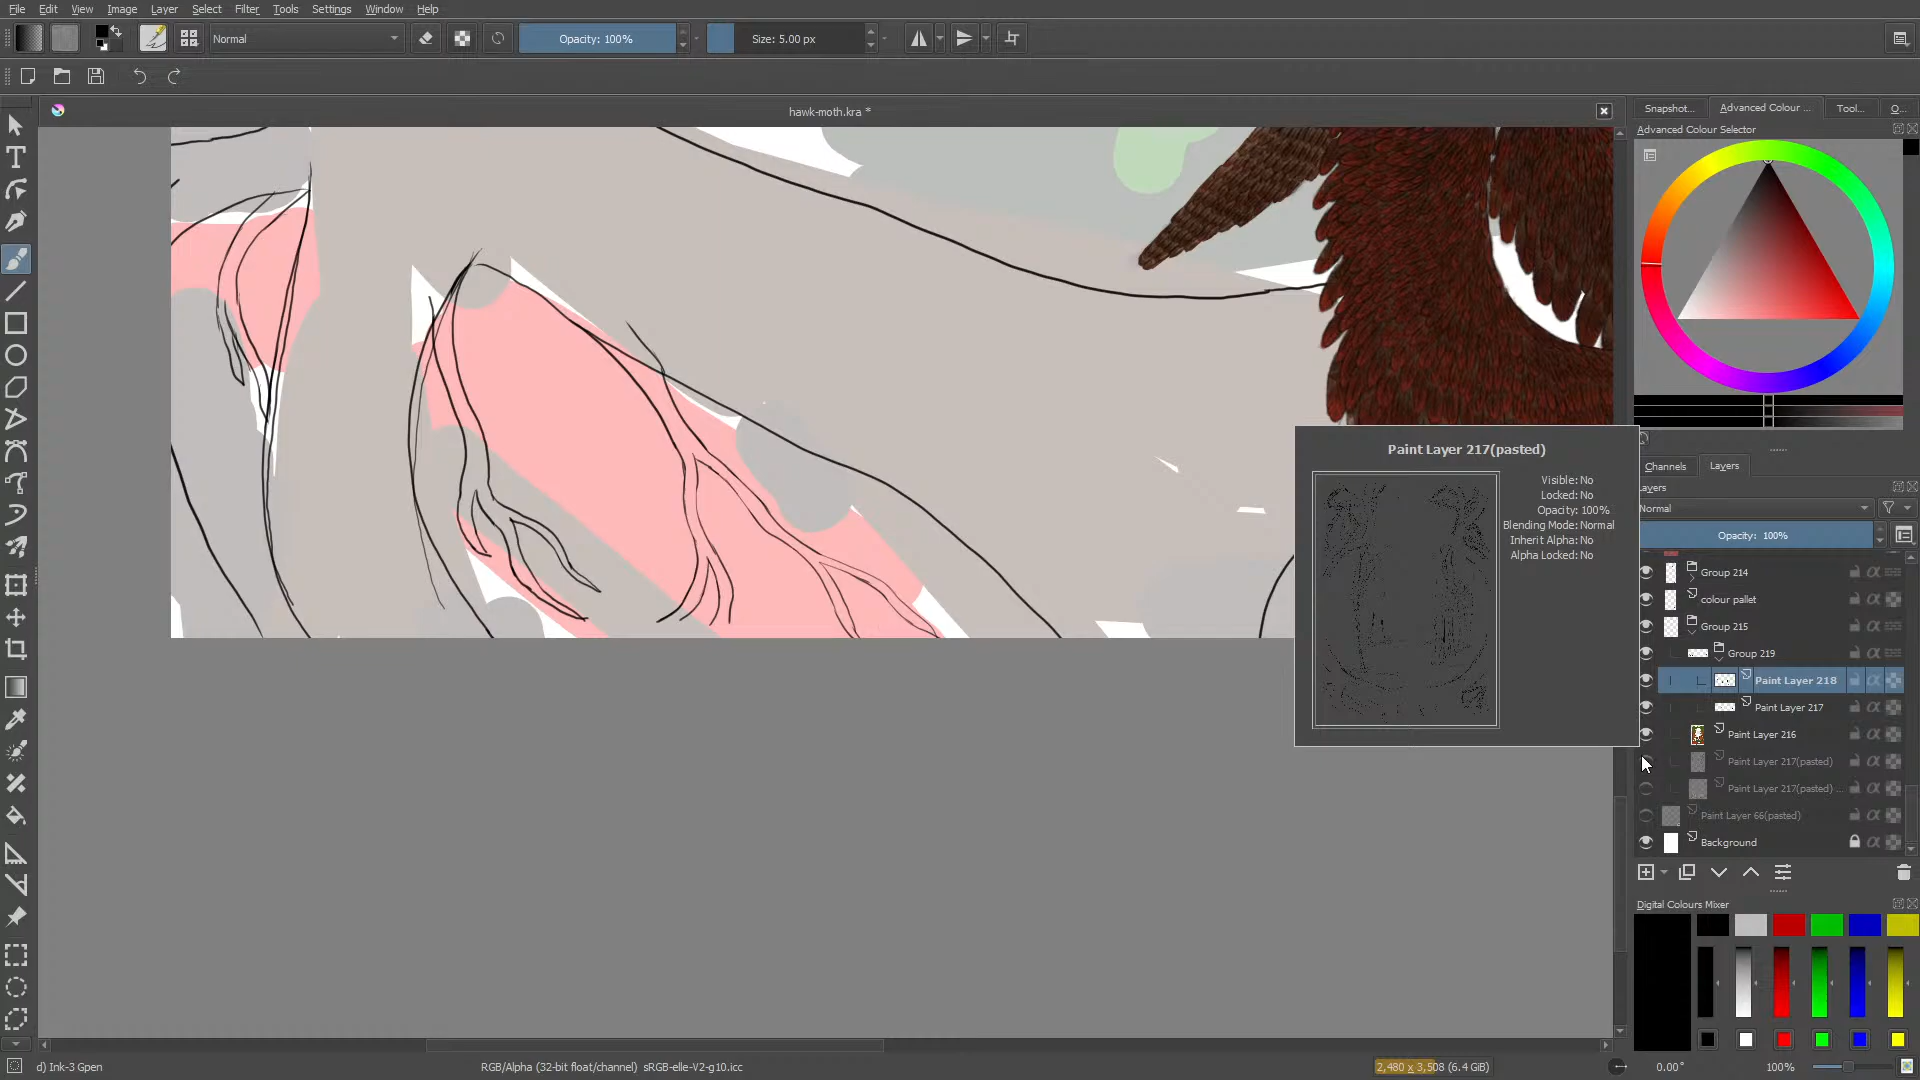 File Edit View Image Layer Select Filter Tools Settings Window Help
Normal
Opacity: 100%
Size: 5.00 px
hawk-moth.kra *
Snapshot...
Advanced Colour ...
Tool...
O...
Advanced Colour Selector
Paint Layer 217(pasted)
Visible: No
Locked: No
Opacity: 100%
Blending Mode: Normal
Inherit Alpha: No
Alpha Locked: No
Channels
Layers
Layers
Normal
Opacity: 100%
Group 214
colour pallet
Group 215
Group 219
Paint Layer 218
Paint Layer 217
Paint Layer 216
Paint Layer 217(pasted)
Paint Layer 217(pasted) ...
Paint Layer 66(pasted)
Background
Digital Colours Mixer
d) Ink-3 Gpen
RGB/Alpha (32-bit float/channel) sRGB-elle-V2-g10.icc
2,480 x 3,508 (6.4 GiB)
0.00°
100%